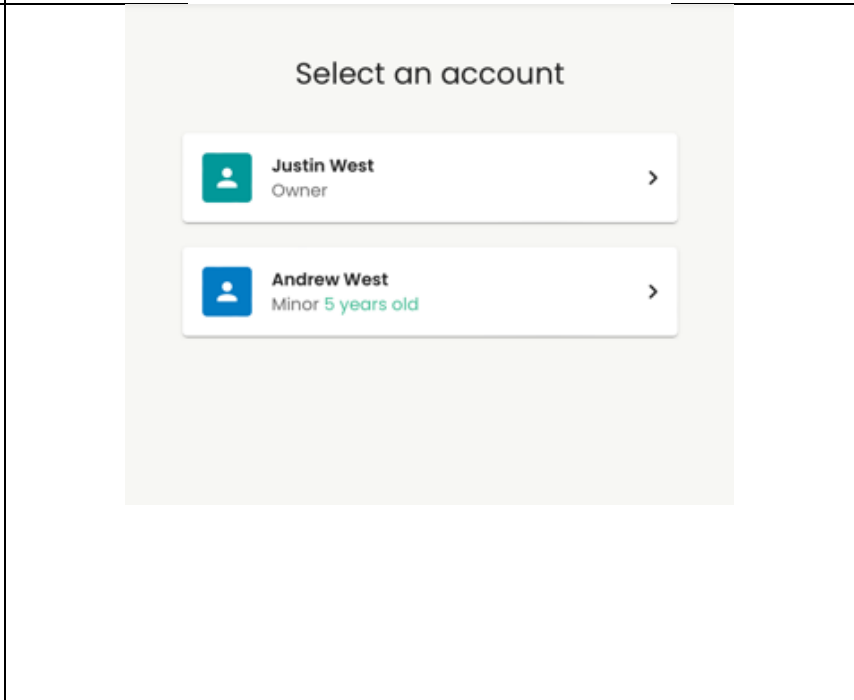 Select an account
Justin West
Owner
Andrew West
Minor 5 years old